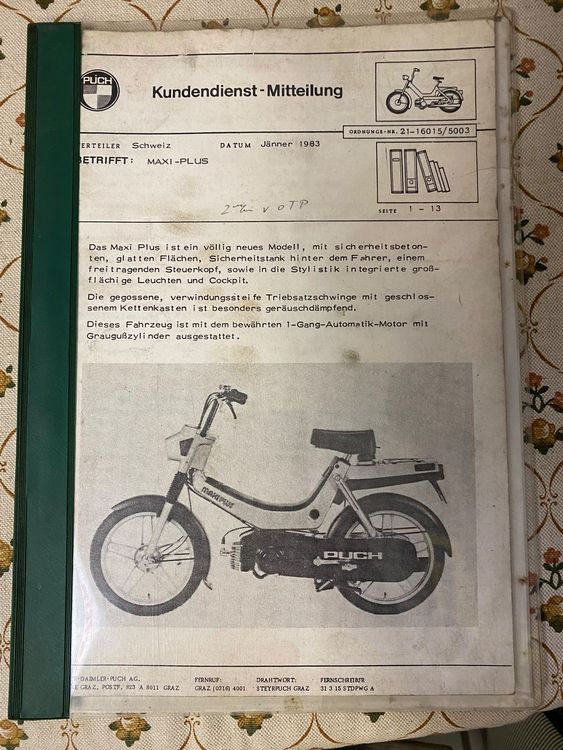 PUCH
Kundendienst-Mitteilung
ORDNUNGS-NR. 21-16015/5003
ERTEILER Schweiz DATUM Jänner 1983
BETRIFFT: MAXI-PLUS
SEITE 1 - 13
Das Maxi Plus ist ein völlig neues Modell, mit sicherheitsbeton-
ten, glatten Flächen, Sicherheitstank hinter dem Fahrer, einem
freitragenden Steuerkopf, sowie in die Stylistik integrierte groß-
flächige Leuchten und Cockpit.
Die gegossene, verwindungssteife Triebsatzschwinge mit geschlos-
senem Kettenkasten ist besonders geräuschdämpfend.
Dieses Fahrzeug ist mit dem bewährten 1-Gang-Automatik-Motor mit
Graugußzylinder ausgestattet.
MAXI PLUS
PUCH
R-DAIMLER-PUCH AG. FERNRUF: DRAHTWORT: FERNSCHREIBER
E GRAZ, POSTF. 823 A 8011 GRAZ GRAZ (0316) 4001 STEYRPUCH GRAZ 31 3 15 STDPWG A